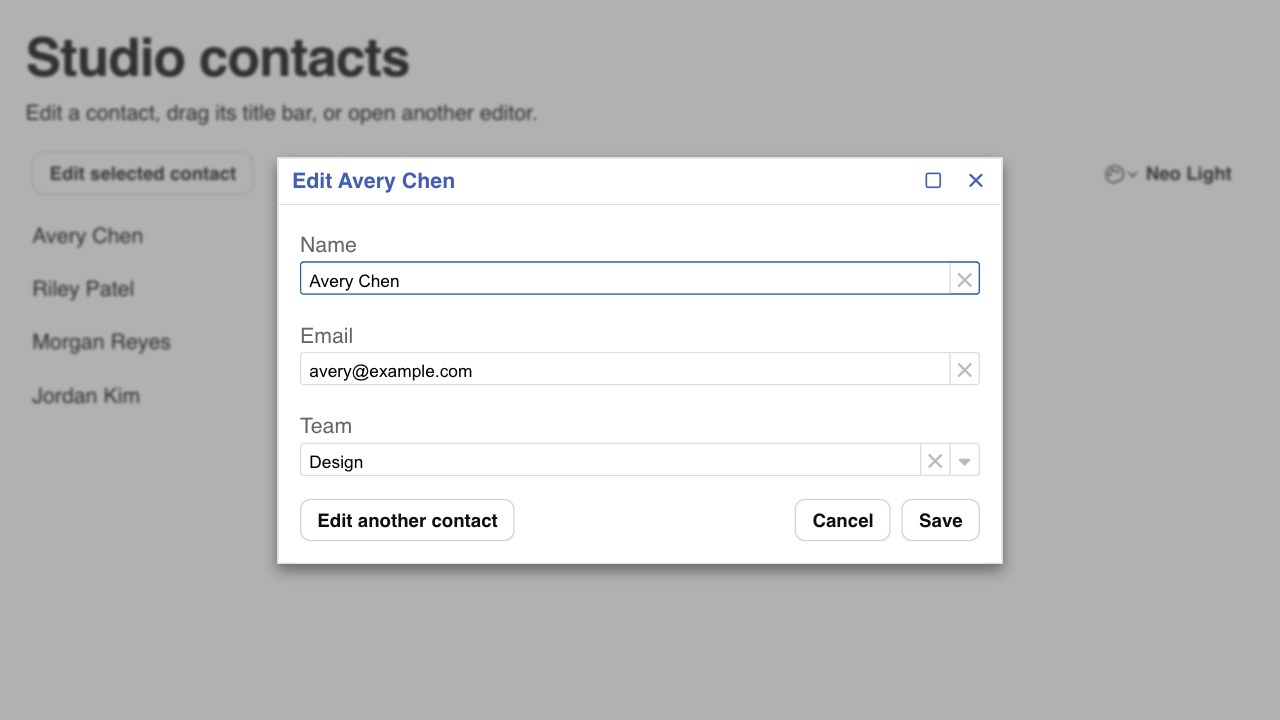 Studio contacts
Edit a contact, drag its title bar, or open another editor.
Edit selected contact
Neo Light
Avery Chen
Riley Patel
Morgan Reyes
Jordan Kim
Edit Avery Chen
Name
Avery Chen
Email
avery@example.com
Team
Design
Edit another contact
Cancel
Save